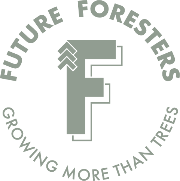 FUTURE FORESTERS
F
GROWING MORE THAN TREES